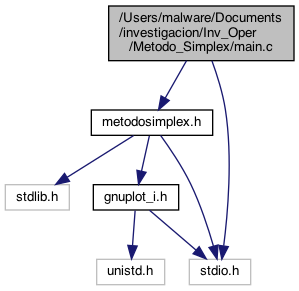 /Users/malware/Documents
/investigacion/Inv_Oper
/Metodo_Simplex/main.c
metodosimplex.h
stdlib.h
gnuplot_i.h
unistd.h
stdio.h